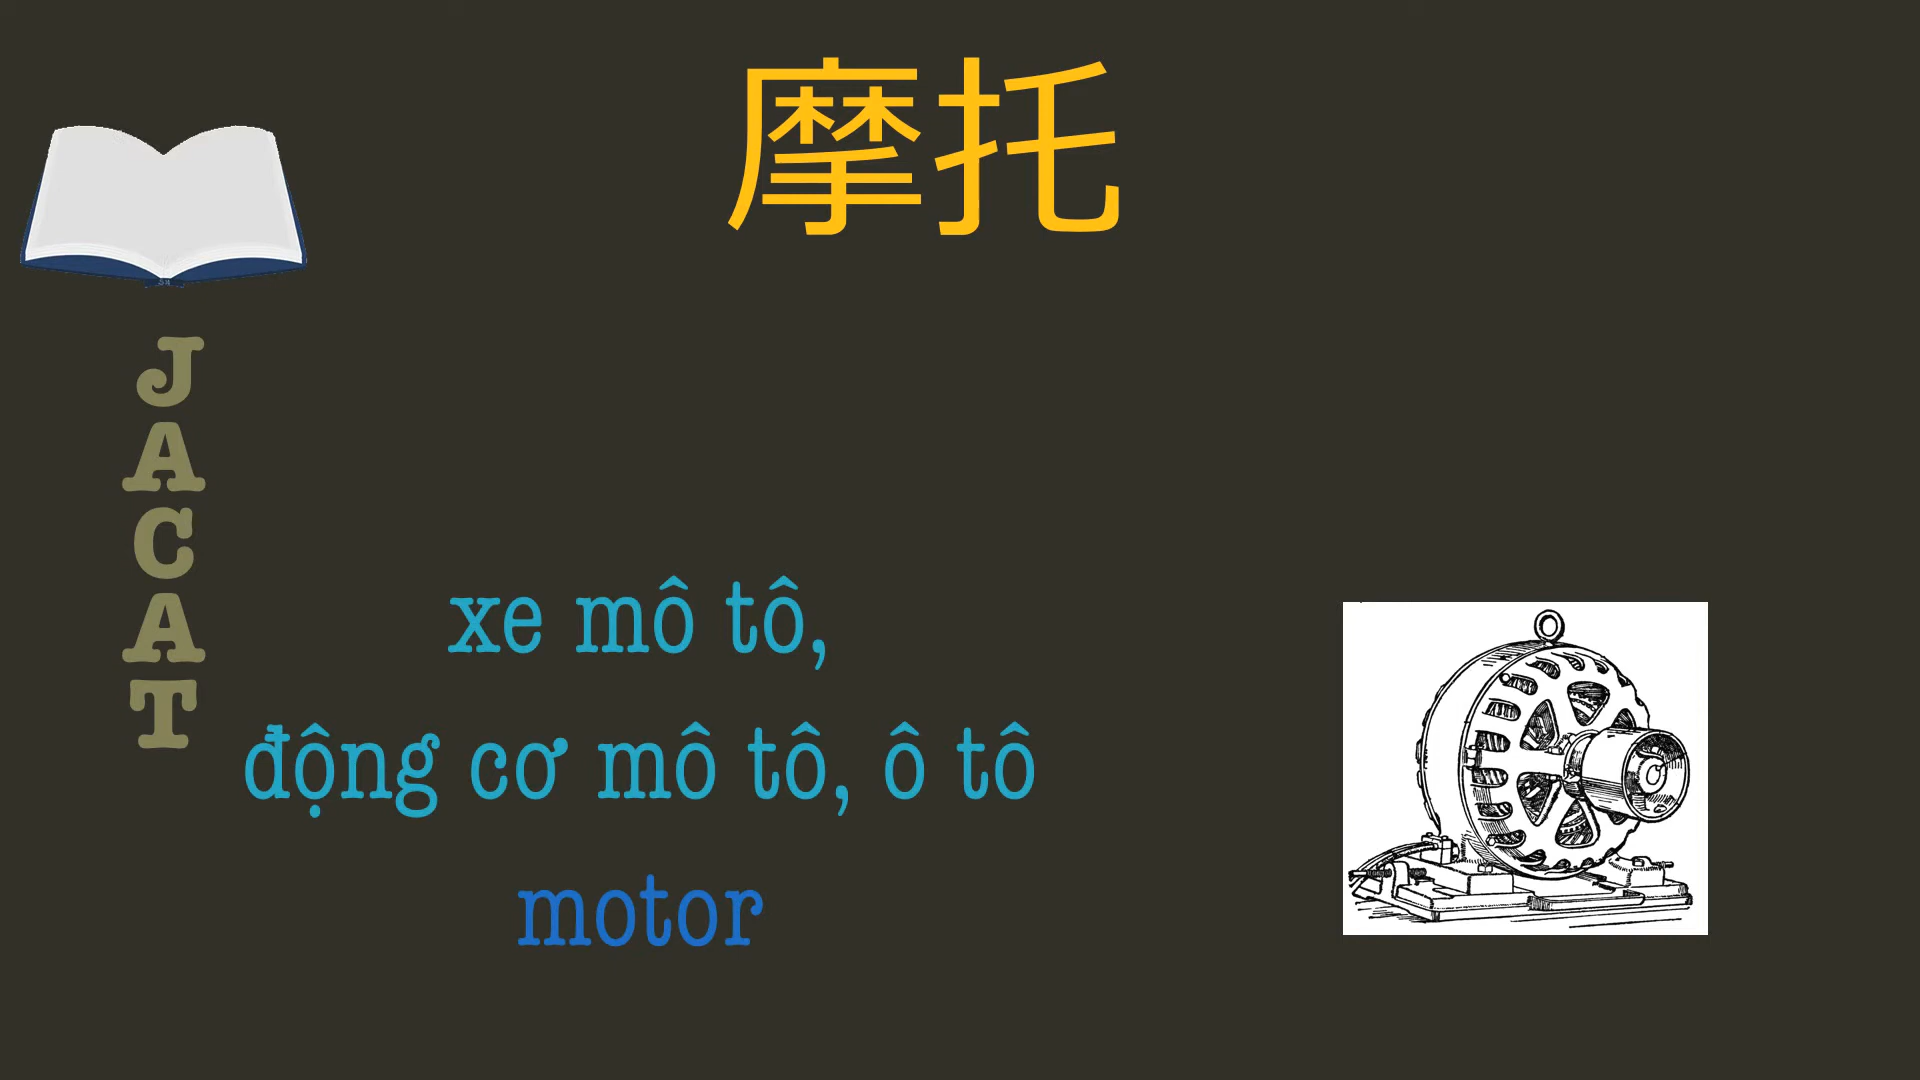 摩托
JACAT
xe mô tô,
động cơ mô tô, ô tô
motor